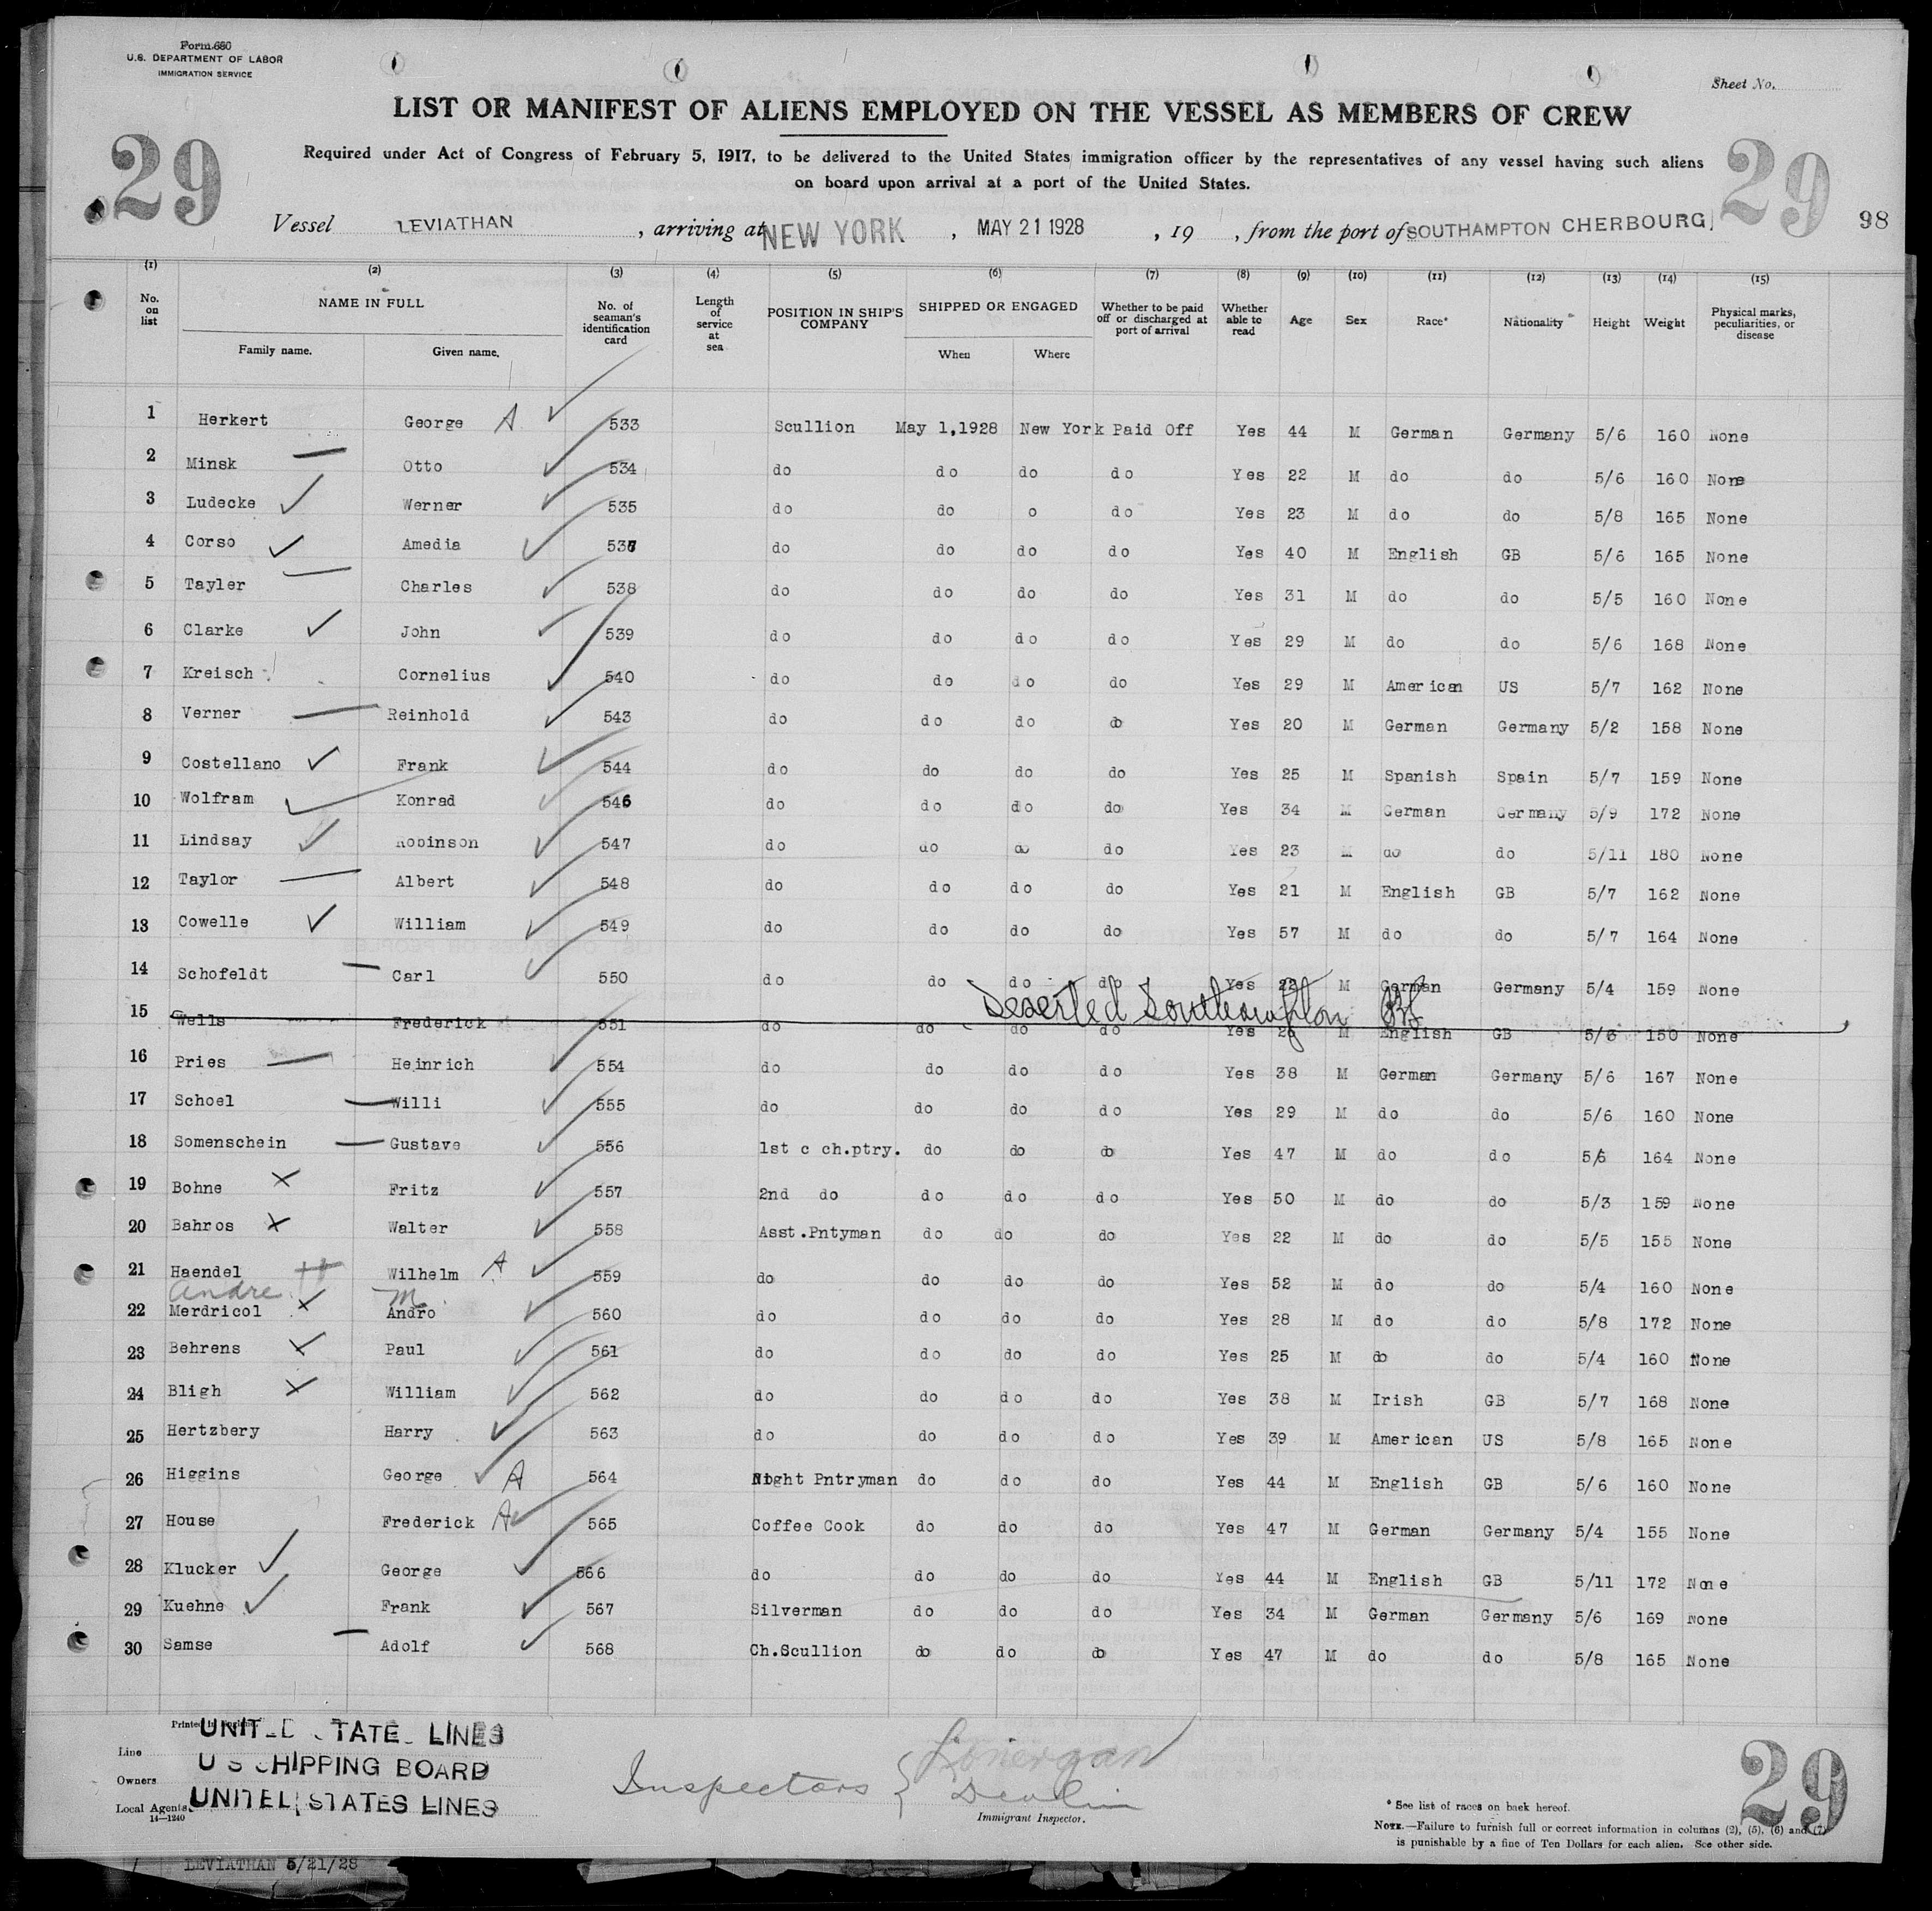 Form 680
U.S. DEPARTMENT OF LABOR
IMMIGRATION SERVICE
Sheet No.
LIST OR MANIFEST OF ALIENS EMPLOYED ON THE VESSEL AS MEMBERS OF CREW
29 29
Required under Act of Congress of February 5, 1917, to be delivered to the United States immigration officer by the representatives of any vessel having such aliens
on board upon arrival at a port of the United States.
Vessel LEVIATHAN , arriving at NEW YORK , MAY 21 1928 , 19 , from the port of SOUTHAMPTON CHERBOURG 98
(1) (2) (3) (4) (5) (6) (7) (8) (9) (10) (11) (12) (13) (14) (15)
No. on list NAME IN FULL No. of seaman's identification card Length of service at sea POSITION IN SHIP'S COMPANY SHIPPED OR ENGAGED Whether to be paid off or discharged at port of arrival Whether able to read Age Sex Race* Nationality Height Weight Physical marks, peculiarities, or disease
Family name. Given name. When Where
1 Herkert George A 533 Scullion May 1,1928 New York Paid Off Yes 44 M German Germany 5/6 160 None
2 Minsk Otto 534 do do do do Yes 22 M do do 5/6 160 None
3 Ludecke Werner 535 do do o do Yes 23 M do do 5/8 165 None
4 Corso Amedia 537 do do do do Yes 40 M English GB 5/6 165 None
5 Tayler Charles 538 do do do do Yes 31 M do do 5/5 160 None
6 Clarke John 539 do do do do Yes 29 M do do 5/6 168 None
7 Kreisch Cornelius 540 do do do do Yes 29 M American US 5/7 162 None
8 Verner Reinhold 543 do do do do Yes 20 M German Germany 5/2 158 None
9 Costellano Frank 544 do do do do Yes 25 M Spanish Spain 5/7 159 None
10 Wolfram Konrad 546 do do do do Yes 34 M German Germany 5/9 172 None
11 Lindsay Robinson 547 do do do do Yes 23 M do do 5/11 180 None
12 Taylor Albert 548 do do do do Yes 21 M English GB 5/7 162 None
13 Cowelle William 549 do do do do Yes 57 M do do 5/7 164 None
14 Schofeldt Carl 550 do do do do Yes 22 M German Germany 5/4 159 None
Deserted Southampton
15 Wells Frederick 551 do do do do Yes M English GB 5/6 150 None
16 Pries Heinrich 554 do do do do Yes 38 M German Germany 5/6 167 None
17 Schoel Willi 555 do do do do Yes 29 M do do 5/6 160 None
18 Somenschein Gustave 556 1st c ch.ptry. do do do Yes 47 M do do 5/6 164 None
19 Bohne Fritz 557 2nd do do do do Yes 50 M do do 5/3 159 None
20 Bahros Walter 558 Asst.Pntyman do do do Yes 22 M do do 5/5 155 None
21 Haendel Wilhelm A 559 do do do do Yes 52 M do do 5/4 160 None
Andre M
22 Merdricol Andro 560 do do do do Yes 28 M do do 5/8 172 None
23 Behrens Paul 561 do do do do Yes 25 M do do 5/4 160 None
24 Bligh William 562 do do do do Yes 38 M Irish GB 5/7 168 None
25 Hertzbery Harry 563 do do do do Yes 39 M American US 5/8 165 None
26 Higgins George A 564 Night Pntryman do do do Yes 44 M English GB 5/6 160 None
27 House Frederick A 565 Coffee Cook do do do Yes 47 M German Germany 5/4 155 None
28 Klucker George 566 do do do do Yes 44 M English GB 5/11 172 None
29 Kuehne Frank 567 Silverman do do do Yes 34 M German Germany 5/6 169 None
30 Samse Adolf 568 Ch.Scullion do do do Yes 47 M do do 5/8 165 None
Line UNITED STATE LINES
Owners U S SHIPPING BOARD
Local Agents UNITED STATES LINES
14—1240
Inspectors { Lonergan
Devlin
Immigrant Inspector.
29
* See list of races on back hereof.
NOTE.—Failure to furnish full or correct information in columns (2), (5), (6) and (7)
is punishable by a fine of Ten Dollars for each alien. See other side.
LEVIATHAN 5/21/28